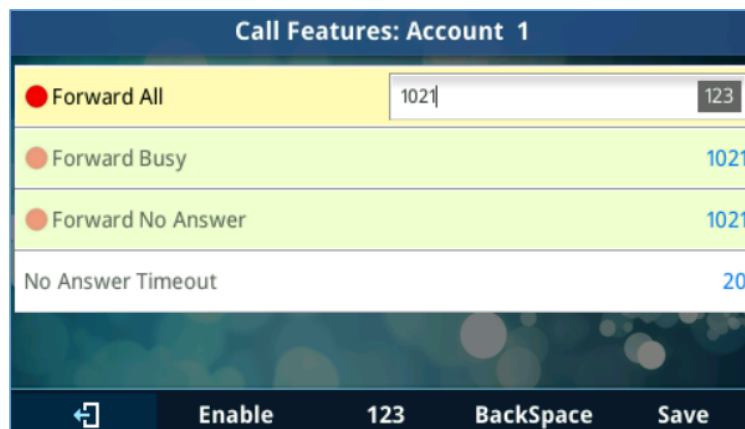 Call Features: Account 1
Forward All 1021 123
Forward Busy 1021
Forward No Answer 1021
No Answer Timeout 20
Enable 123 BackSpace Save